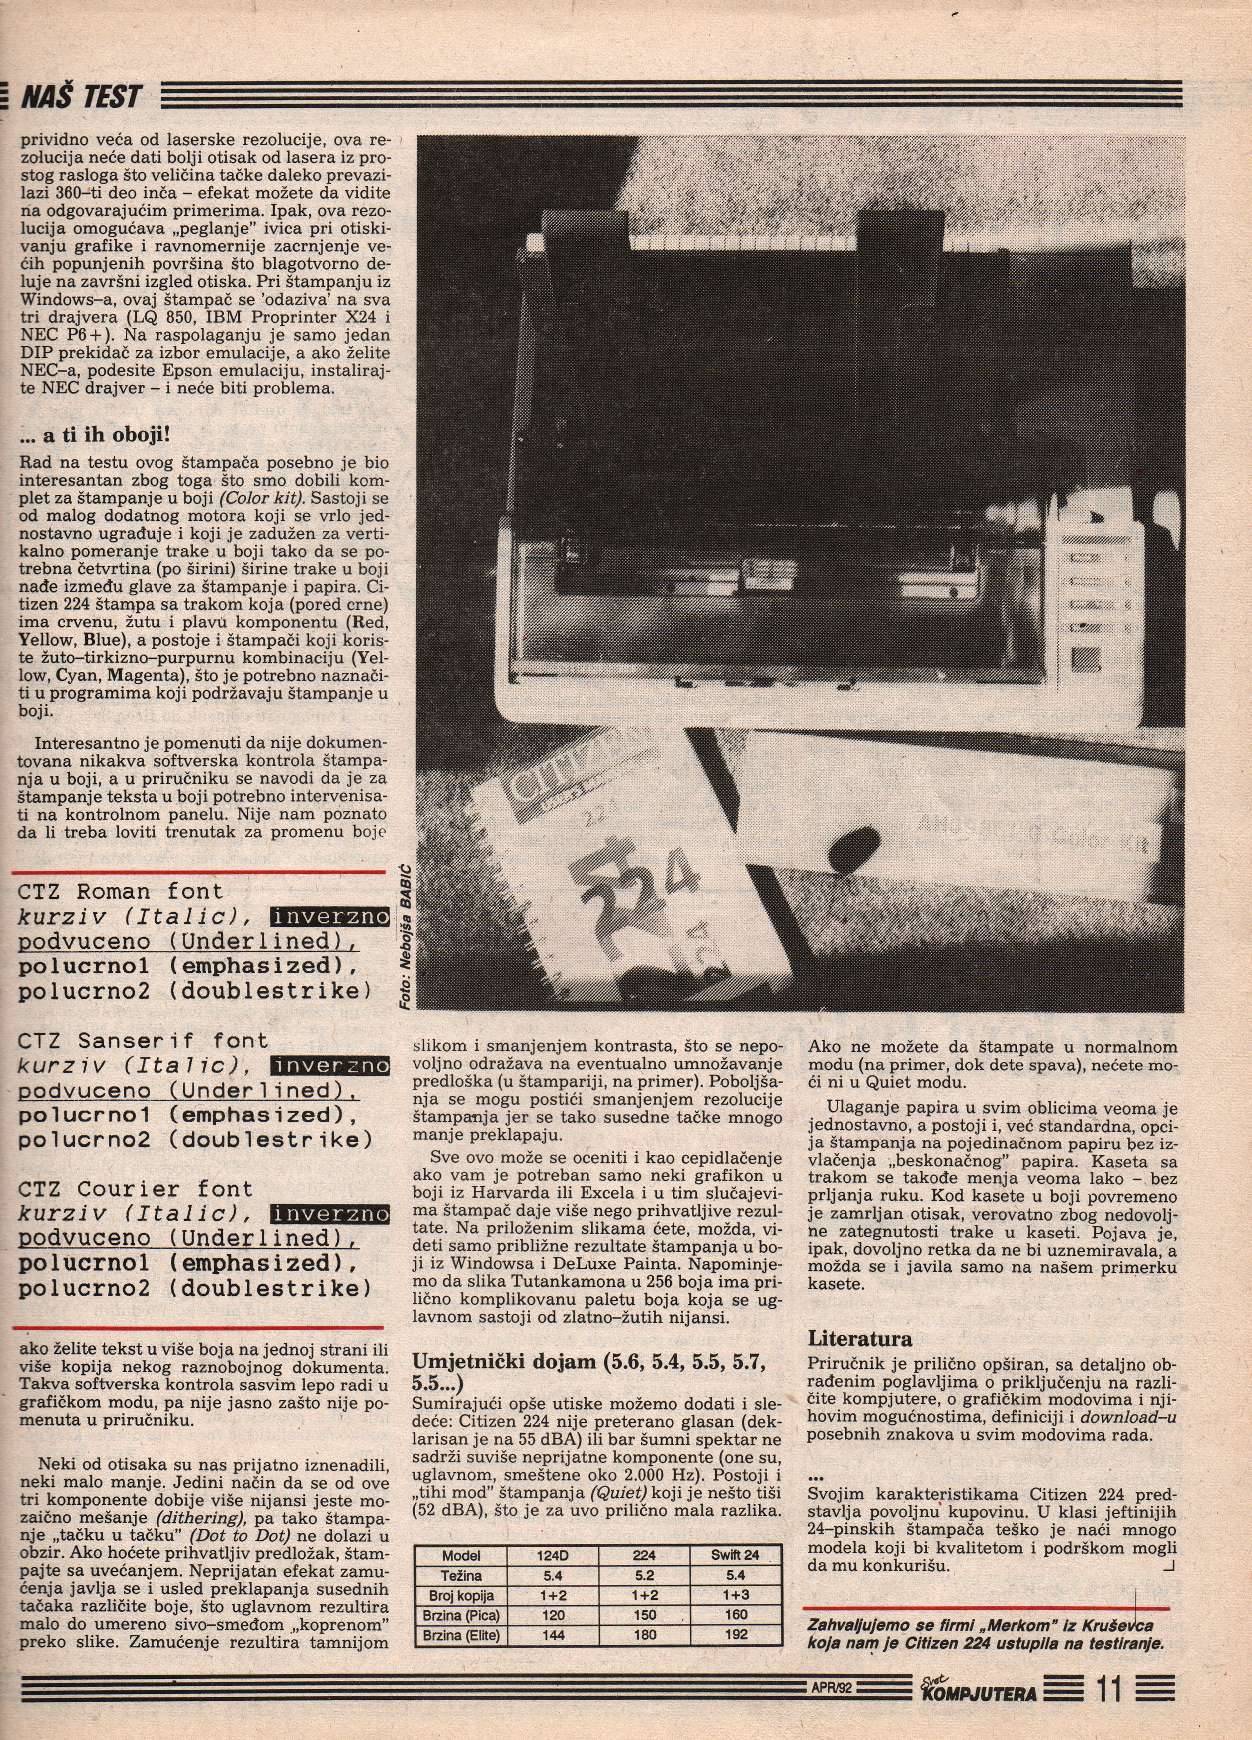 NAŠ TEST
prividno veća od laserske rezolucije, ova re-
zolucija neće dati bolji otisak od lasera iz pro-
stog rasloga što veličina tačke daleko prevazi-
lazi 360–ti deo inča – efekat možete da vidite
na odgovarajućim primerima. Ipak, ova rezo-
lucija omogućava „peglanje” ivica pri otiski-
vanju grafike i ravnomernije zacrnjenje ve-
ćih popunjenih površina što blagotvorno de-
luje na završni izgled otiska. Pri štampanju iz
Windows–a, ovaj štampač se 'odaziva' na sva
tri drajvera (LQ 850, IBM Proprinter X24 i
NEC P6+). Na raspolaganju je samo jedan
DIP prekidač za izbor emulacije, a ako želite
NEC–a, podesite Epson emulaciju, instaliraj-
te NEC drajver – i neće biti problema.
... a ti ih oboji!
Rad na testu ovog štampača posebno je bio
interesantan zbog toga što smo dobili kom-
plet za štampanje u boji (Color kit). Sastoji se
od malog dodatnog motora koji se vrlo jed-
nostavno ugrađuje i koji je zadužen za verti-
kalno pomeranje trake u boji tako da se po-
trebna četvrtina (po širini) širine trake u boji
nađe između glave za štampanje i papira. Ci-
tizen 224 štampa sa trakom koja (pored crne)
ima crvenu, žutu i plavu komponentu (Red,
Yellow, Blue), a postoje i štampači koji koris-
te žuto–tirkizno–purpurnu kombinaciju (Yel-
low, Cyan, Magenta), što je potrebno naznači-
ti u programima koji podržavaju štampanje u
boji.
Interesantno je pomenuti da nije dokumen-
tovana nikakva softverska kontrola štampa-
nja u boji, a u priručniku se navodi da je za
štampanje teksta u boji potrebno intervenisa-
ti na kontrolnom panelu. Nije nam poznato
da li treba loviti trenutak za promenu boje
CTZ Roman font
kurziv (Italic), inverzno
podvuceno (Underlined),
polucrno1 (emphasized),
polucrno2 (doublestrike)
CTZ Sanserif font
kurziv (Italic), inverzno
podvuceno (Underlined),
polucrno1 (emphasized),
polucrno2 (doublestrike)
CTZ Courier font
kurziv (Italic), inverzno
podvuceno (Underlined),
polucrno1 (emphasized),
polucrno2 (doublestrike)
ako želite tekst u više boja na jednoj strani ili
više kopija nekog raznobojnog dokumenta.
Takva softverska kontrola sasvim lepo radi u
grafičkom modu, pa nije jasno zašto nije po-
menuta u priručniku.
Neki od otisaka su nas prijatno iznenadili,
neki malo manje. Jedini način da se od ove
tri komponente dobije više nijansi jeste mo-
zaično mešanje (dithering), pa tako štampa-
nje „tačku u tačku” (Dot to Dot) ne dolazi u
obzir. Ako hoćete prihvatljiv predložak, štam-
pajte sa uvećanjem. Neprijatan efekat zamu-
ćenja javlja se i usled preklapanja susednih
tačaka različite boje, što uglavnom rezultira
malo do umereno sivo–smeđom „koprenom”
preko slike. Zamućenje rezultira tamnijom
Foto: Nebojša BABIĆ
CITI
224
slikom i smanjenjem kontrasta, što se nepo-
voljno odražava na eventualno umnožavanje
predloška (u štampariji, na primer). Poboljša-
nja se mogu postići smanjenjem rezolucije
štampanja jer se tako susedne tačke mnogo
manje preklapaju.
Sve ovo može se oceniti i kao cepidlačenje
ako vam je potreban samo neki grafikon u
boji iz Harvarda ili Excela i u tim slučajevi-
ma štampač daje više nego prihvatljive rezul-
tate. Na priloženim slikama ćete, možda, vi-
deti samo približne rezultate štampanja u bo-
ji iz Windowsa i DeLuxe Painta. Napominje-
mo da slika Tutankamona u 256 boja ima pri-
lično komplikovanu paletu boja koja se ug-
lavnom sastoji od zlatno–žutih nijansi.
Umjetnički dojam (5.6, 5.4, 5.5, 5.7,
5.5...)
Sumirajući opše utiske možemo dodati i sle-
deće: Citizen 224 nije preterano glasan (dek-
larisan je na 55 dBA) ili bar šumni spektar ne
sadrži suviše neprijatne komponente (one su,
uglavnom, smeštene oko 2.000 Hz). Postoji i
„tihi mod” štampanja (Quiet) koji je nešto tiši
(52 dBA), što je za uvo prilično mala razlika.
Model 124D 224 Swift 24
Težina 5.4 5.2 5.4
Broj kopija 1+2 1+2 1+3
Brzina (Pica) 120 150 160
Brzina (Elite) 144 180 192
Ako ne možete da štampate u normalnom
modu (na primer, dok dete spava), nećete mo-
ći ni u Quiet modu.
Ulaganje papira u svim oblicima veoma je
jednostavno, a postoji i, već standardna, opci-
ja štampanja na pojedinačnom papiru bez iz-
vlačenja „beskonačnog” papira. Kaseta sa
trakom se takođe menja veoma lako – bez
prljanja ruku. Kod kasete u boji povremeno
je zamrljan otisak, verovatno zbog nedovolj-
ne zategnutosti trake u kaseti. Pojava je,
ipak, dovoljno retka da ne bi uznemiravala, a
možda se i javila samo na našem primerku
kasete.
Literatura
Priručnik je prilično opširan, sa detaljno ob-
rađenim poglavljima o priključenju na razli-
čite kompjutere, o grafičkim modovima i nji-
hovim mogućnostima, definiciji i download–u
posebnih znakova u svim modovima rada.
...
Svojim karakteristikama Citizen 224 pred-
stavlja povoljnu kupovinu. U klasi jeftinijih
24–pinskih štampača teško je naći mnogo
modela koji bi kvalitetom i podrškom mogli
da mu konkurišu.
Zahvaljujemo se firmi „Merkom” iz Kruševca
koja nam je Citizen 224 ustupila na testiranje.
APR/92 Svet KOMPJUTERA 11